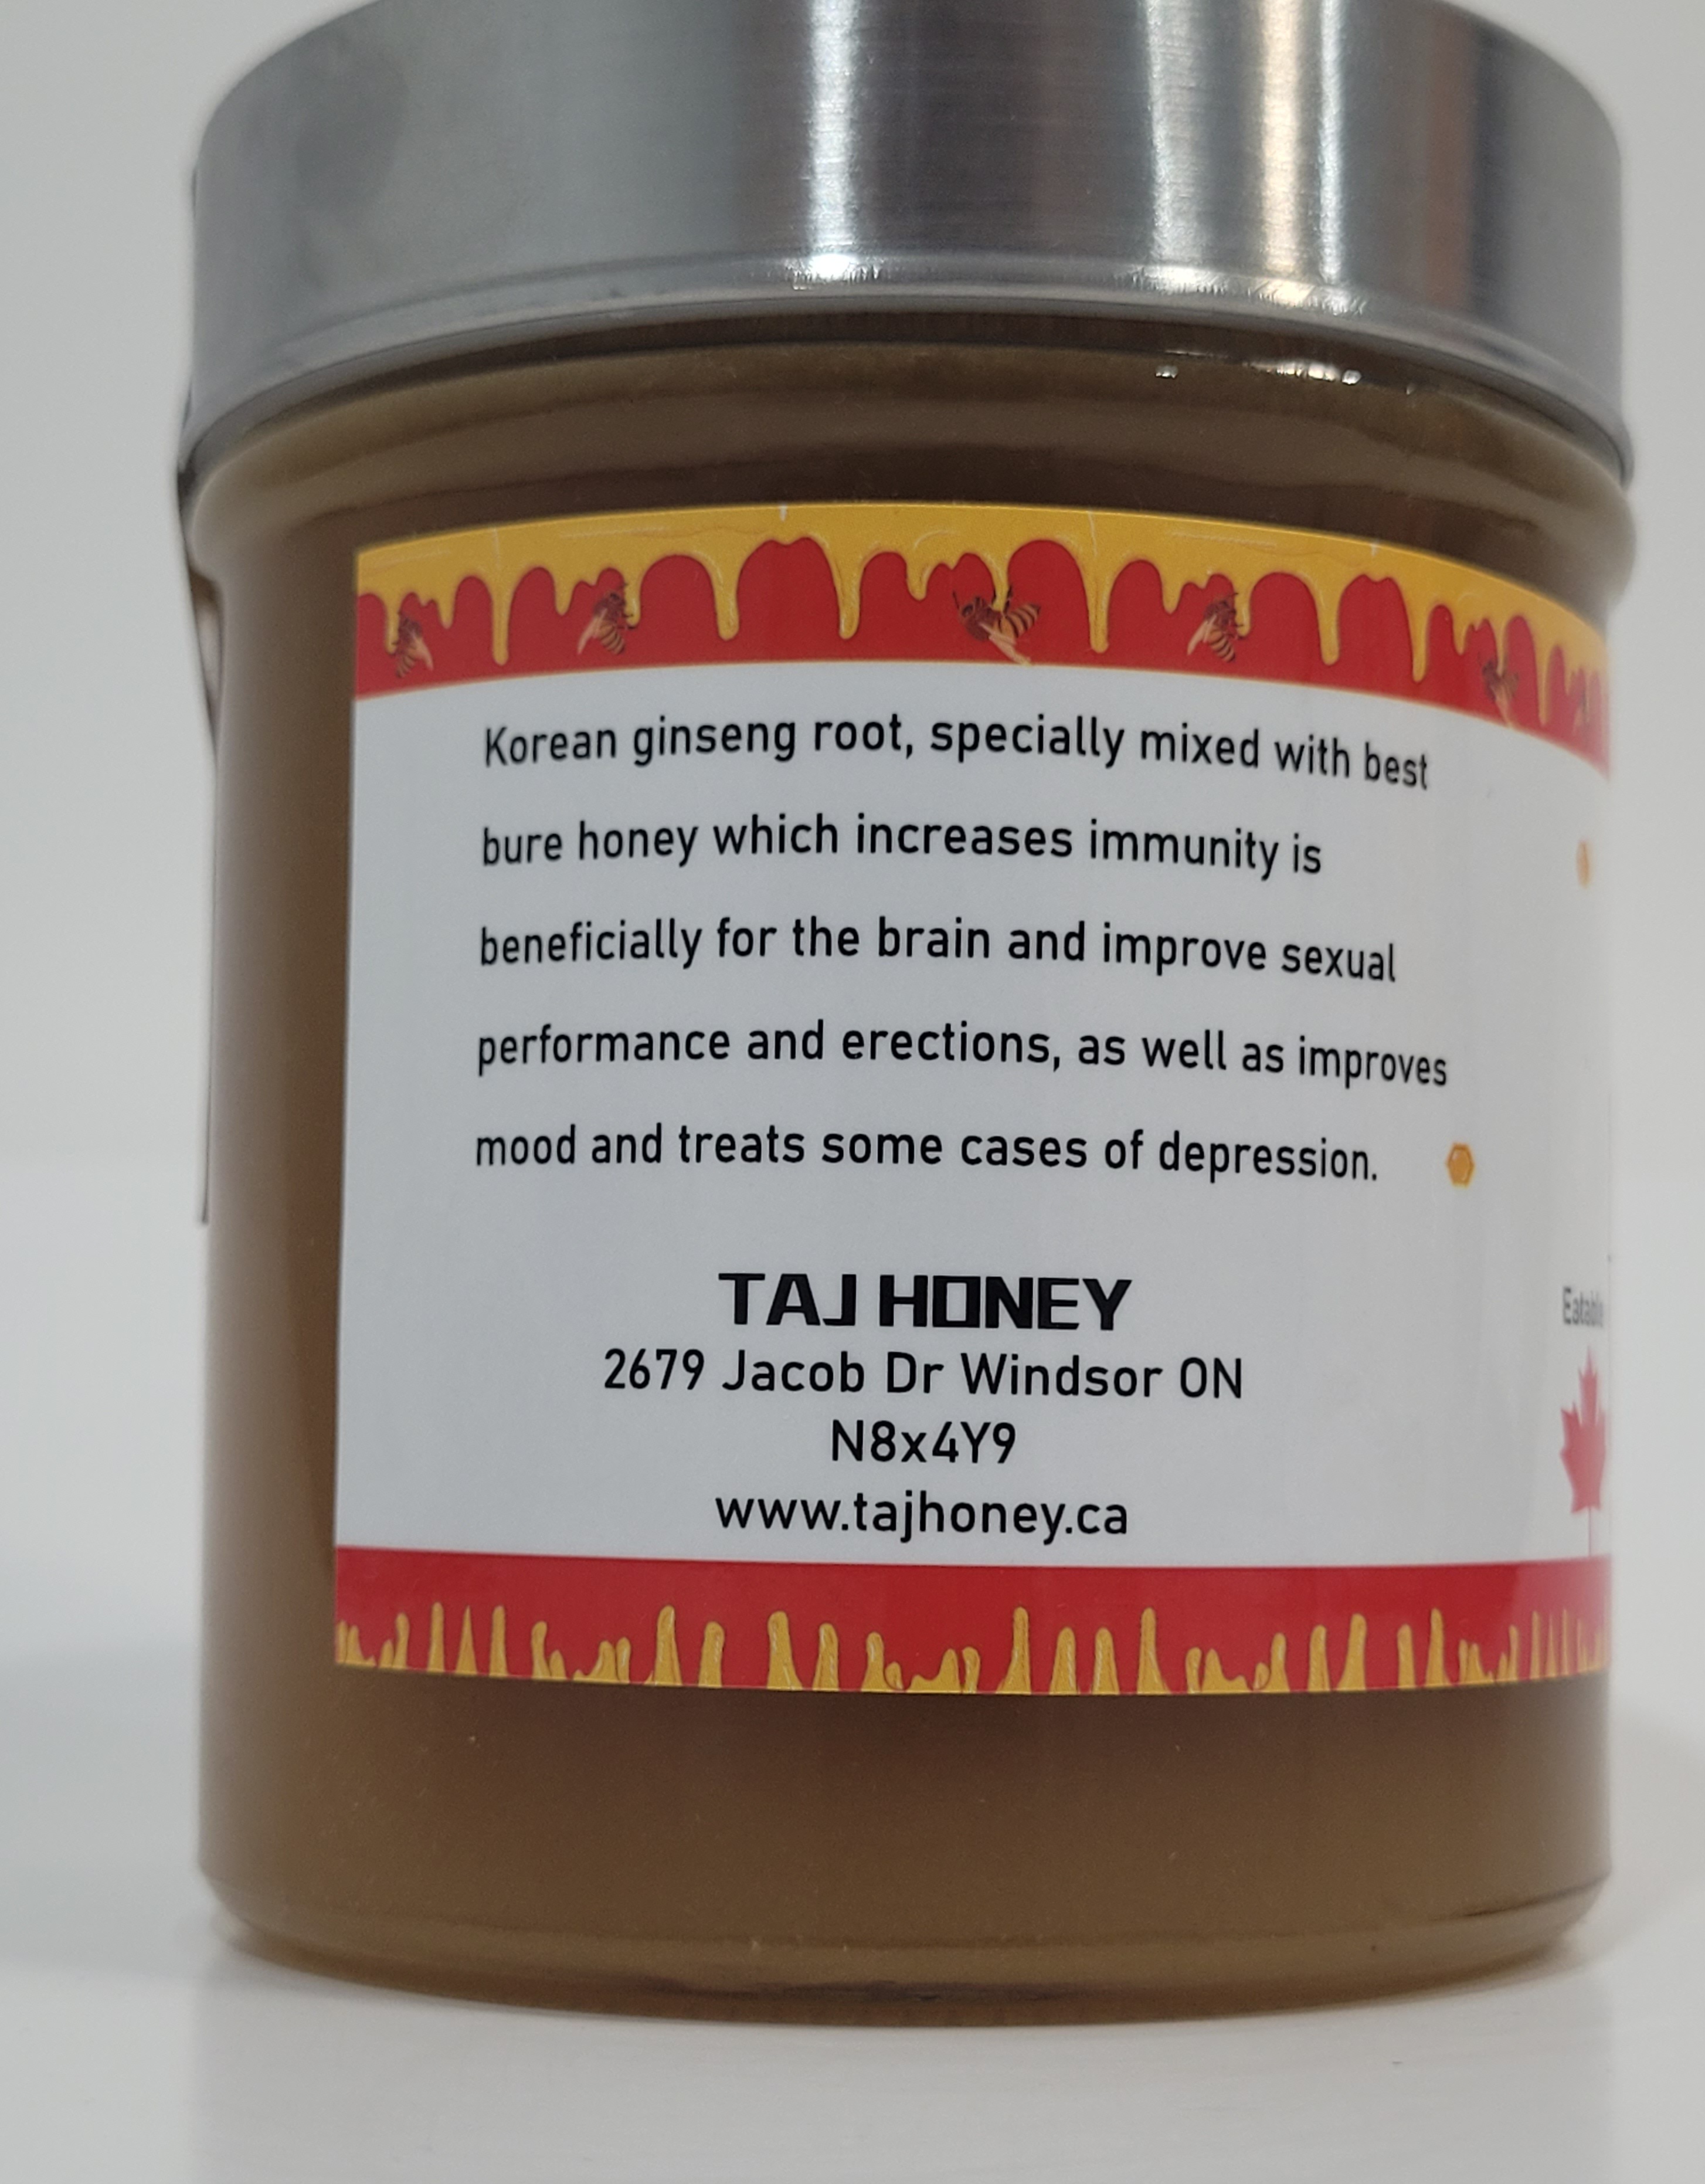 Korean ginseng root, specially mixed with best
bure honey which increases immunity is
beneficially for the brain and improve sexual
performance and erections, as well as improves
mood and treats some cases of depression.
TAJ HONEY
2679 Jacob Dr Windsor ON
N8x4Y9
www.tajhoney.ca
Eatable